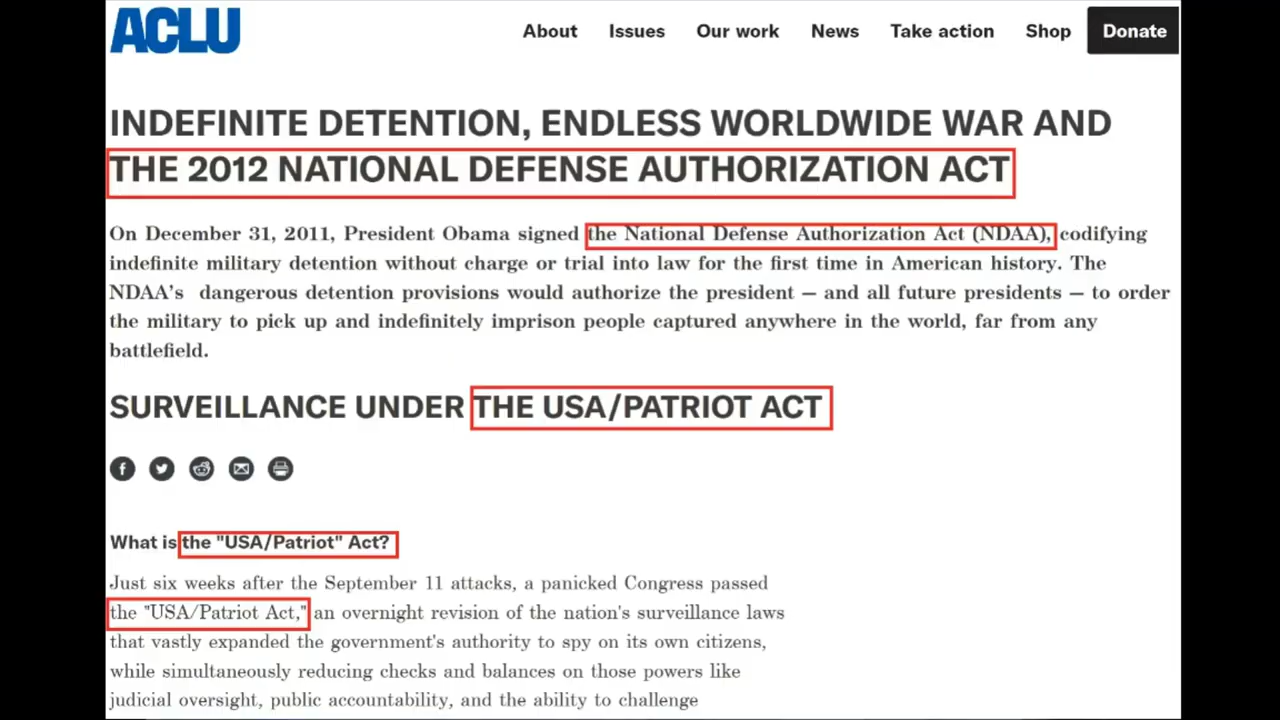 ACLU
About Issues Our work News Take action Shop Donate
INDEFINITE DETENTION, ENDLESS WORLDWIDE WAR AND
THE 2012 NATIONAL DEFENSE AUTHORIZATION ACT
On December 31, 2011, President Obama signed the National Defense Authorization Act (NDAA), codifying
indefinite military detention without charge or trial into law for the first time in American history. The
NDAA's dangerous detention provisions would authorize the president – and all future presidents – to order
the military to pick up and indefinitely imprison people captured anywhere in the world, far from any
battlefield.
SURVEILLANCE UNDER THE USA/PATRIOT ACT
What is the "USA/Patriot" Act?
Just six weeks after the September 11 attacks, a panicked Congress passed
the "USA/Patriot Act," an overnight revision of the nation's surveillance laws
that vastly expanded the government's authority to spy on its own citizens,
while simultaneously reducing checks and balances on those powers like
judicial oversight, public accountability, and the ability to challenge